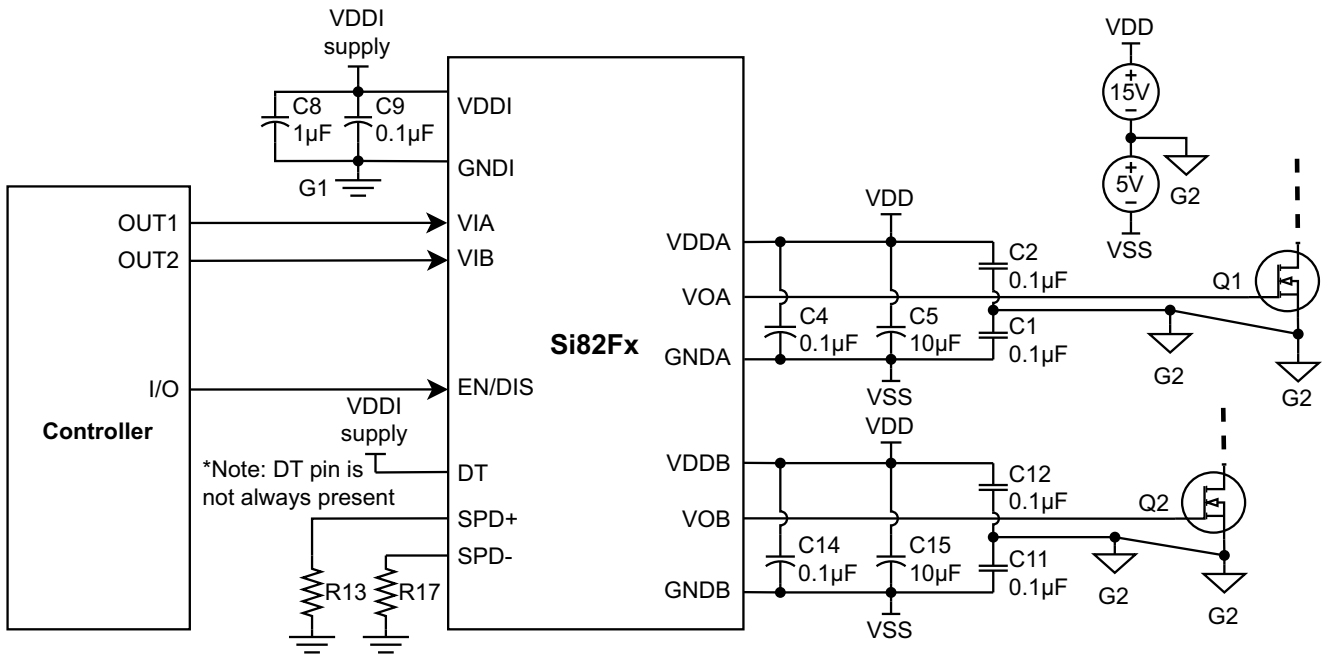 VDDI
supply
C8
1µF
C9
0.1µF
G1
VDDI
GNDI
OUT1
OUT2
I/O
Controller
VIA
VIB
EN/DIS
VDDI
supply
*Note: DT pin is
not always present
DT
SPD+
SPD-
R13
R17
Si82Fx
VDDA
VOA
GNDA
VDDB
VOB
GNDB
VDD
C4
0.1µF
C5
10µF
C2
0.1µF
C1
0.1µF
VSS
G2
Q1
G2
VDD
+
15V
−
+
5V
−
VSS
G2
VDD
C14
0.1µF
C15
10µF
C12
0.1µF
C11
0.1µF
VSS
G2
Q2
G2